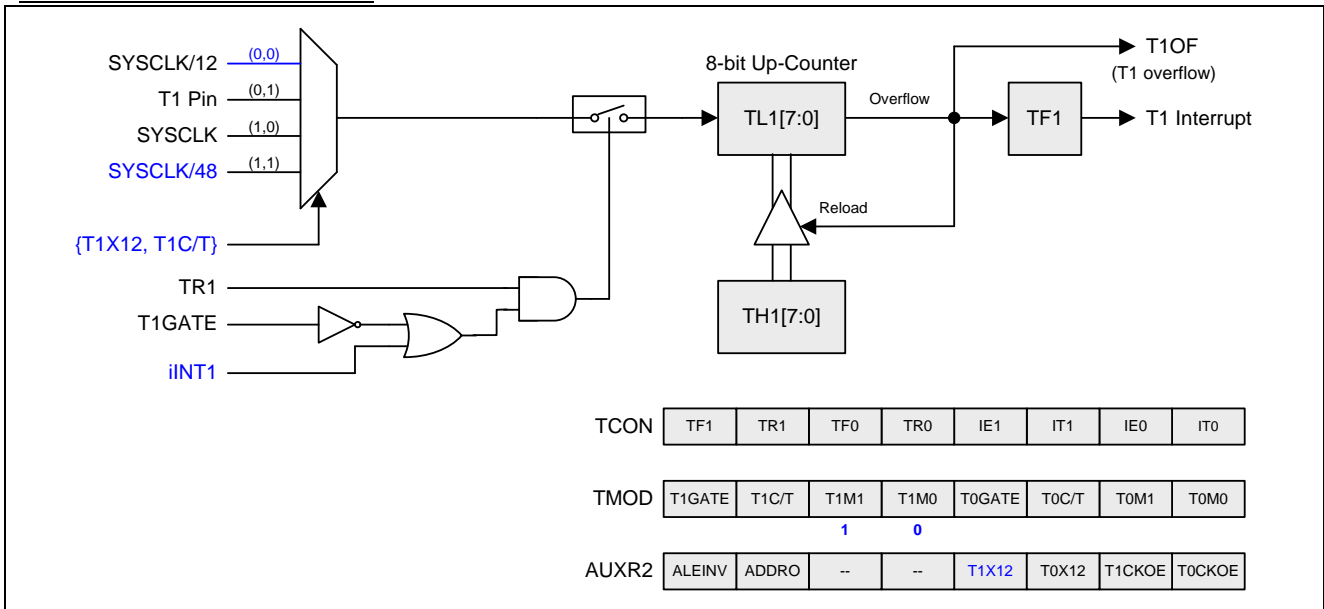 SYSCLK/12 (0,0)
T1 Pin (0,1)
SYSCLK (1,0)
SYSCLK/48 (1,1)
{T1X12, T1C/T}
TR1
T1GATE
iINT1
8-bit Up-Counter
TL1[7:0]
Overflow
T1OF
(T1 overflow)
TF1
T1 Interrupt
Reload
TH1[7:0]
TCON TF1 TR1 TF0 TR0 IE1 IT1 IE0 IT0
TMOD T1GATE T1C/T T1M1 T1M0 T0GATE T0C/T T0M1 T0M0
1 0
AUXR2 ALEINV ADDRO -- -- T1X12 T0X12 T1CKOE T0CKOE